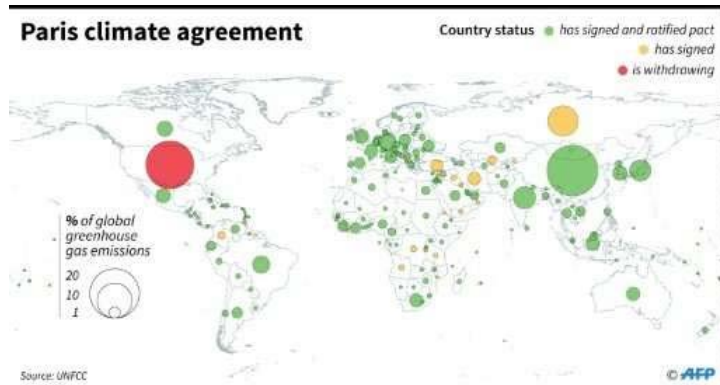 Paris climate agreement
Country status
has signed and ratified pact
has signed
is withdrawing
% of global
greenhouse
gas emissions
20
10
1
Source: UNFCC
© AFP